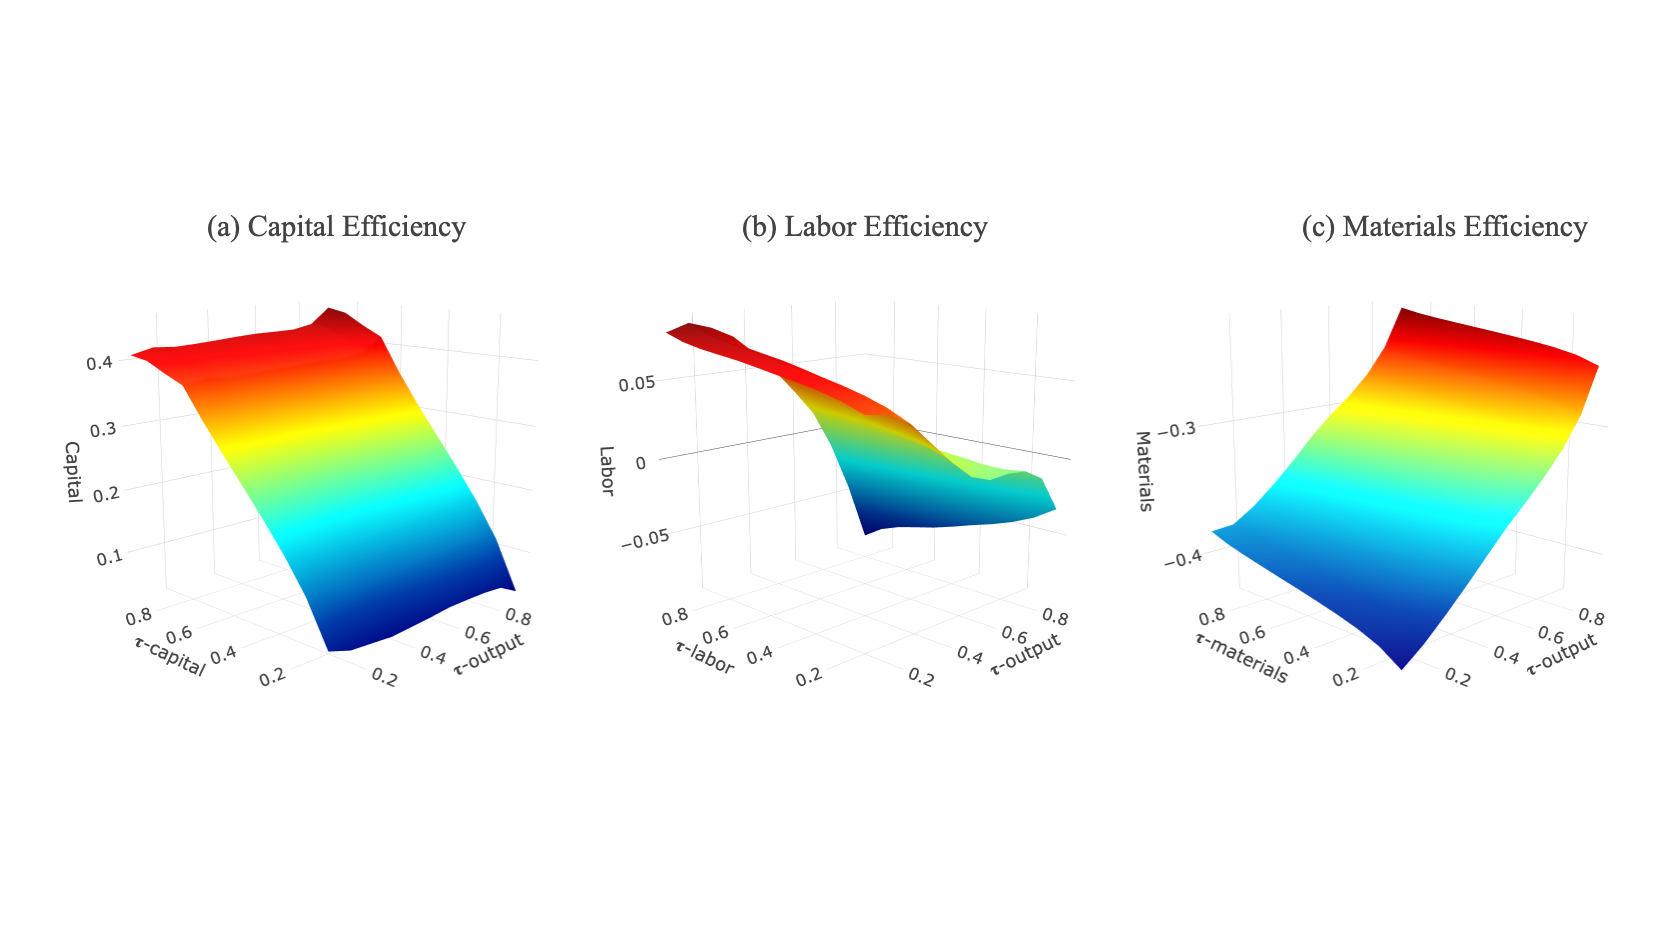 (a) Capital Efficiency
(b) Labor Efficiency
(c) Materials Efficiency
0.4
0.3
0.2
0.1
Capital
0.8
0.6
0.4
0.2
τ-capital
0.2
0.4
0.6
0.8
τ-output
0.05
0
−0.05
Labor
0.8
0.6
0.4
0.2
τ-labor
0.2
0.4
0.6
0.8
τ-output
−0.3
−0.4
Materials
0.8
0.6
0.4
0.2
τ-materials
0.2
0.4
0.6
0.8
τ-output